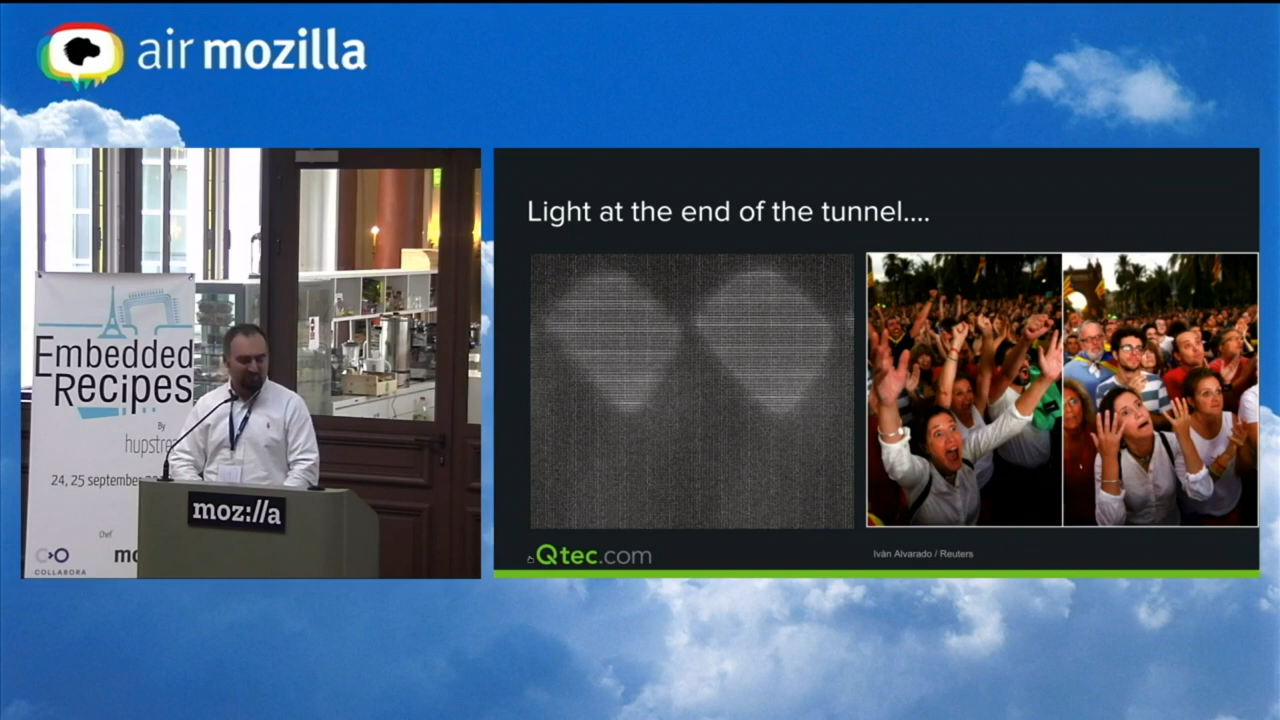 air mozilla
Light at the end of the tunnel....
Embedded
Recipes
By
24, 25 september
moz://a
Chef
COLLABORA
Qtec.com
Iván Alvarado / Reuters